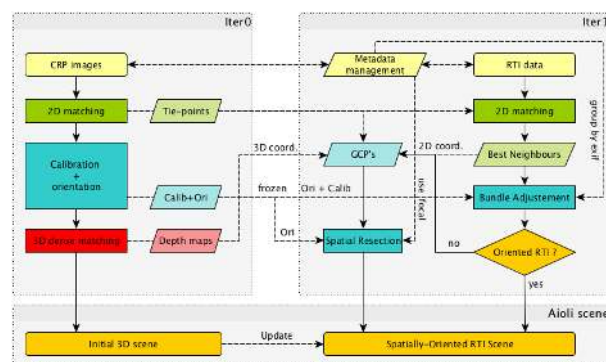 Iter0
Iter1
CRP images
Metadata
management
RTI data
2D matching
Tie-points
2D matching
group by exif
3D coord.
2D coord.
Calibration
+
orientation
GCP's
Best Neighbours
Calib+Ori
frozen
Ori + Calib
use focal
Bundle Adjustement
Ori
3D dense matching
Depth maps
Spatial Resection
no
Oriented RTI ?
yes
Aioli scene
Initial 3D scene
Update
Spatially-Oriented RTI Scene